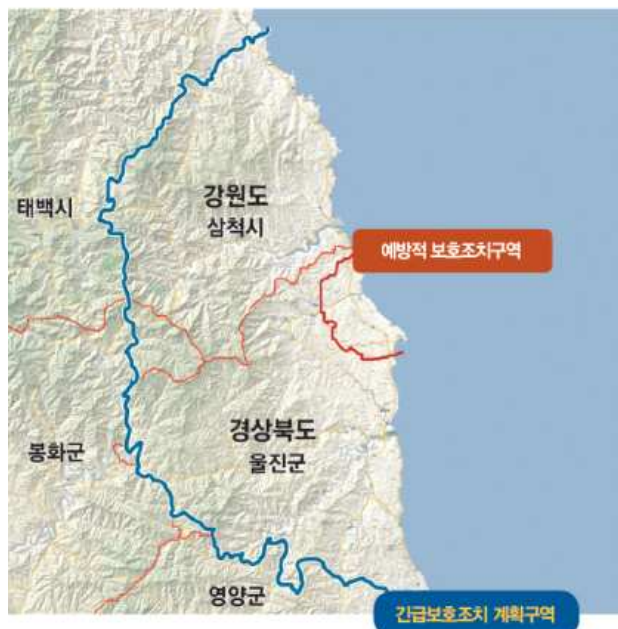 강원도
태백시
삼척시
예방적 보호조치구역
경상북도
봉화군
울진군
영양군
긴급보호조치 계획구역